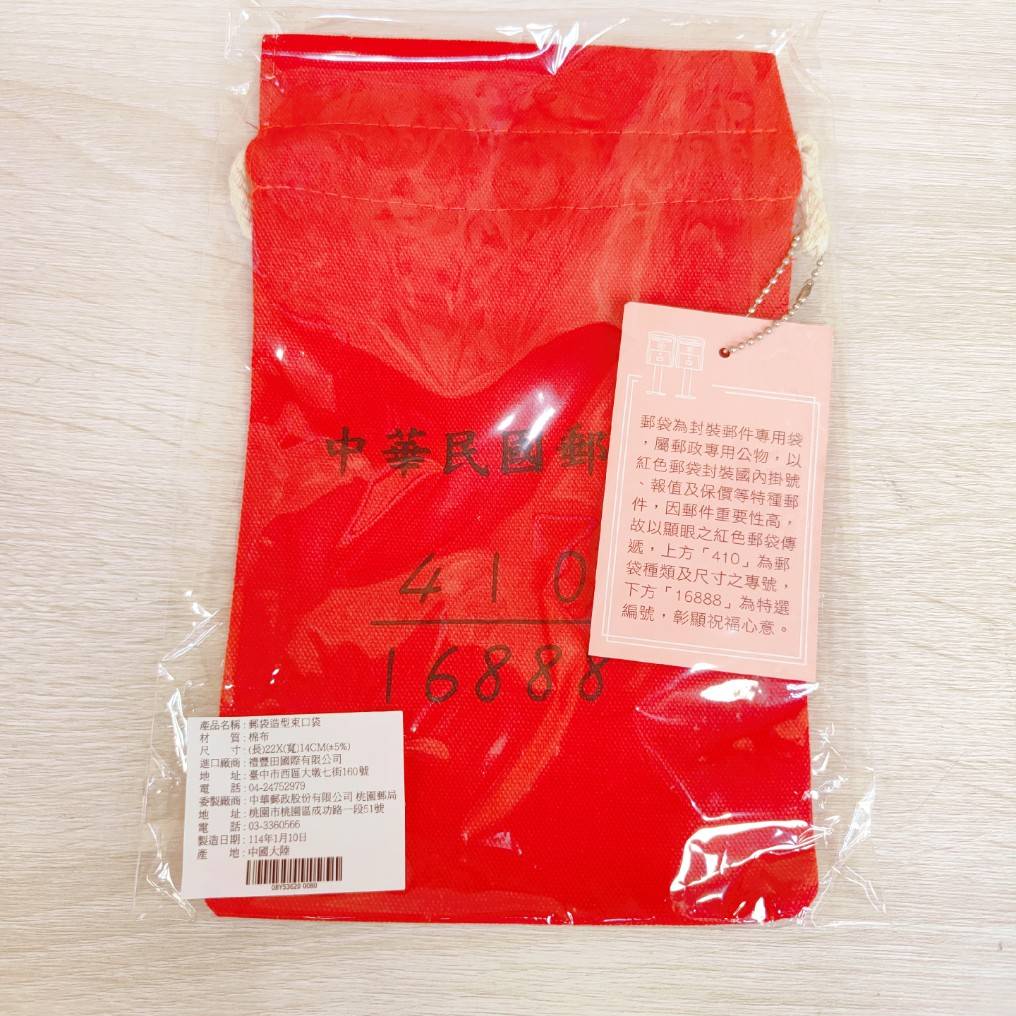 中華民國郵
410
16888
郵袋為封裝郵件專用袋
，屬郵政專用公物，以
紅色郵袋封裝國內掛號
、報值及保價等特種郵
件，因郵件重要性高，
故以顯眼之紅色郵袋傳
遞，上方「410」為郵
袋種類及尺寸之專號，
下方「16888」為特選
編號，彰顯祝福心意。
產品名稱：郵袋造型束口袋
材　質：棉布
尺　寸：(長)22X(寬)14CM(±5%)
進口廠商：禮豐田國際有限公司
地　址：臺中市西區大墩七街160號
電　話：04-24752979
委製廠商：中華郵政股份有限公司 桃園郵局
地　址：桃園市桃園區成功路一段51號
電　話：03-3360566
製造日期：114年1月10日
產　地：中國大陸
08Y53620 0080